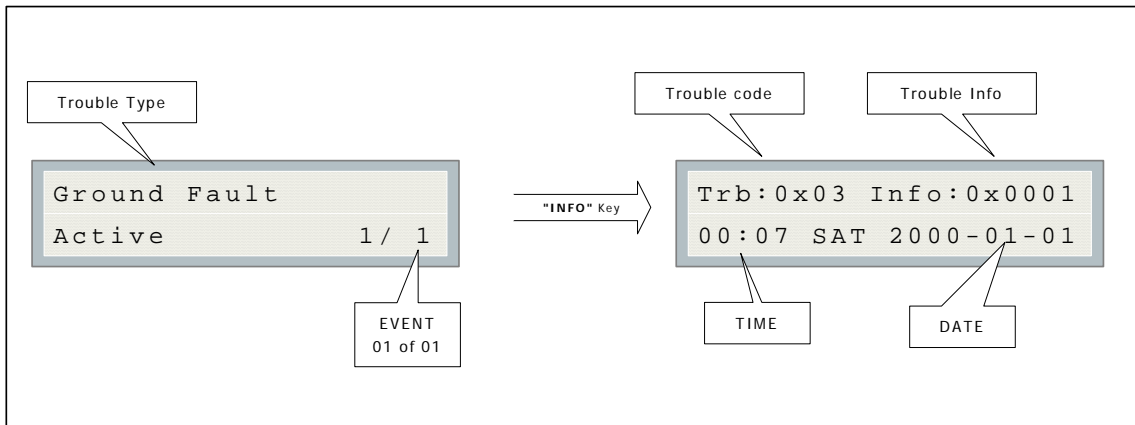 Trouble Type
Ground Fault
Active 1/ 1
EVENT
01 of 01
"INFO" Key
Trouble code
Trouble Info
Trb:0x03 Info:0x0001
00:07 SAT 2000-01-01
TIME
DATE